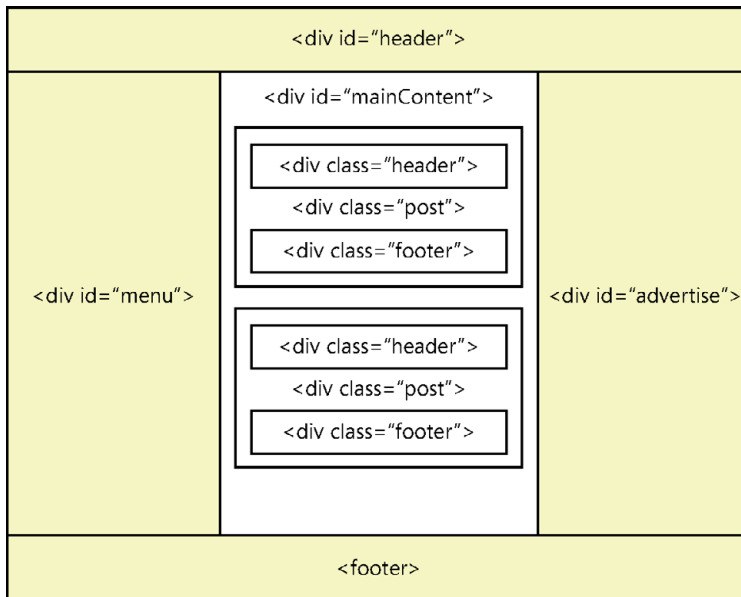 <div id=“header”>
<div id=“mainContent”>
<div class=“header”>
<div class=“post”>
<div class=“footer”>
<div id=“menu”>
<div id=“advertise”>
<div class=“header”>
<div class=“post”>
<div class=“footer”>
<footer>